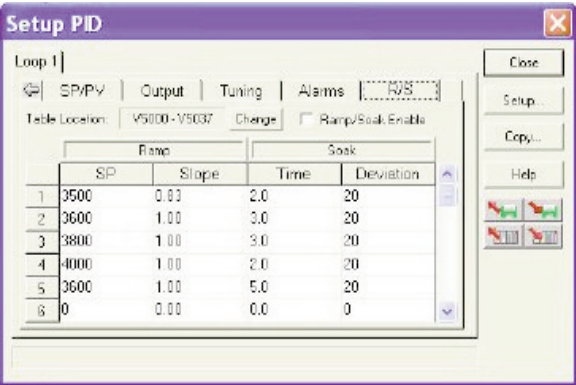 Setup PID
Loop 1
Close
SP/PV Output Tuning Alarms R/S
Setup...
Table Location: V5000 - V5037 Change Ramp/Soak Enable
Copy...
Ramp Soak
Help
SP Slope Time Deviation
1 3500 0.83 2.0 20
2 3600 1.00 3.0 20
3 3800 1.00 3.0 20
4 4000 1.00 2.0 20
5 3600 1.00 5.0 20
6 0 0.00 0.0 0